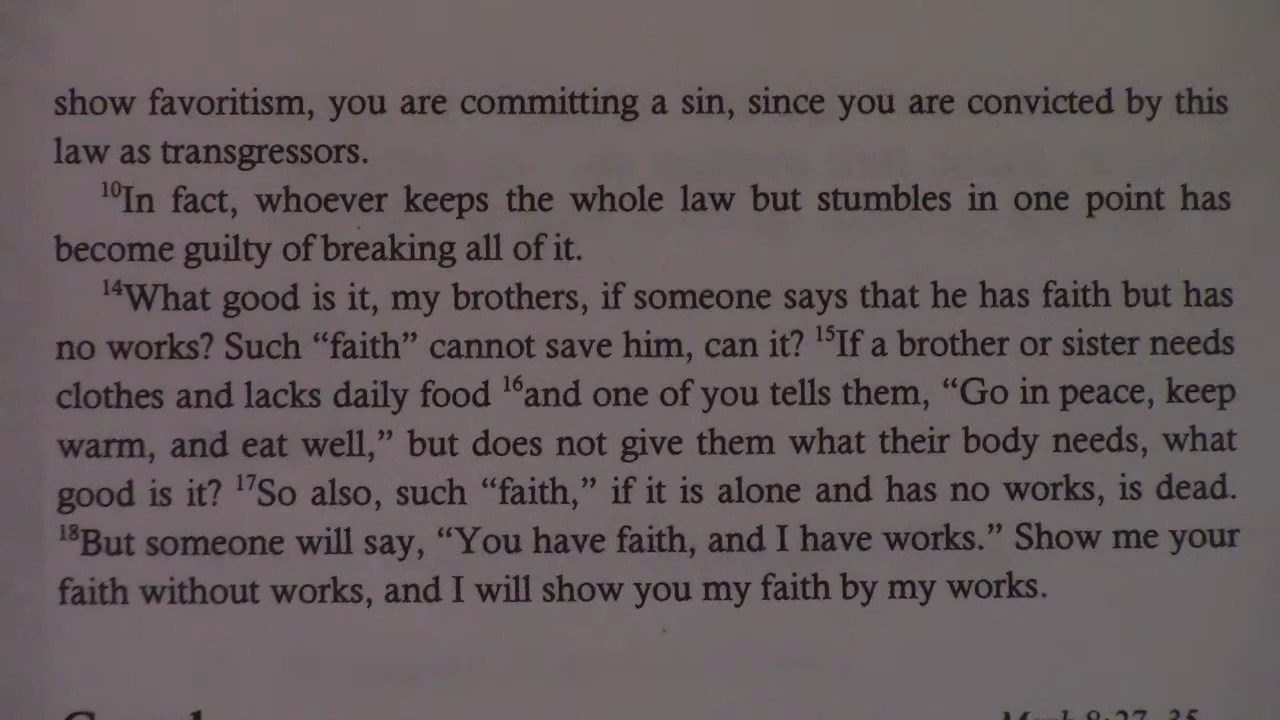 show favoritism, you are committing a sin, since you are convicted by this
law as transgressors.
¹⁰In fact, whoever keeps the whole law but stumbles in one point has
become guilty of breaking all of it.
¹⁴What good is it, my brothers, if someone says that he has faith but has
no works? Such “faith” cannot save him, can it? ¹⁵If a brother or sister needs
clothes and lacks daily food ¹⁶and one of you tells them, “Go in peace, keep
warm, and eat well,” but does not give them what their body needs, what
good is it? ¹⁷So also, such “faith,” if it is alone and has no works, is dead.
¹⁸But someone will say, “You have faith, and I have works.” Show me your
faith without works, and I will show you my faith by my works.
Mark 8:27–35